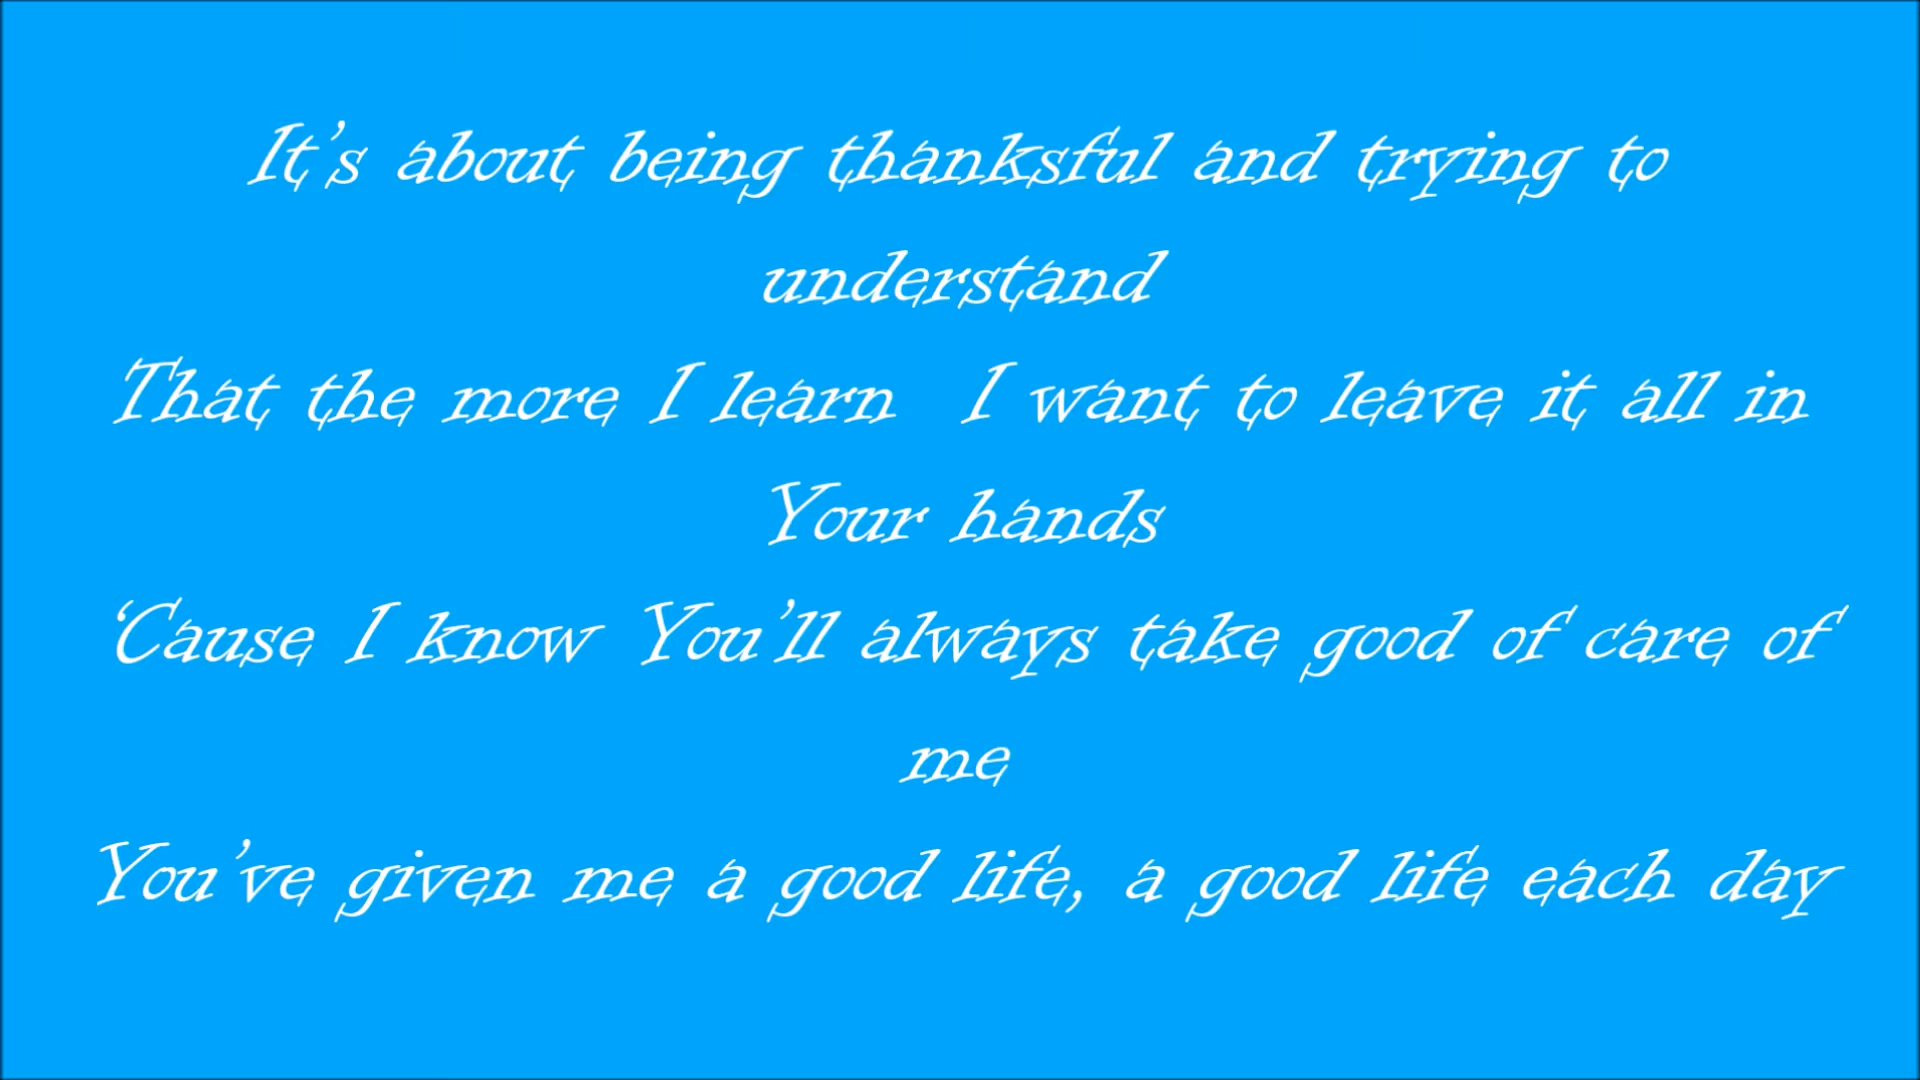 It's about being thanksful and trying to
understand
That the more I learn  I want to leave it all in
Your hands
‘Cause I know You'll always take good of care of
me
You've given me a good life, a good life each day